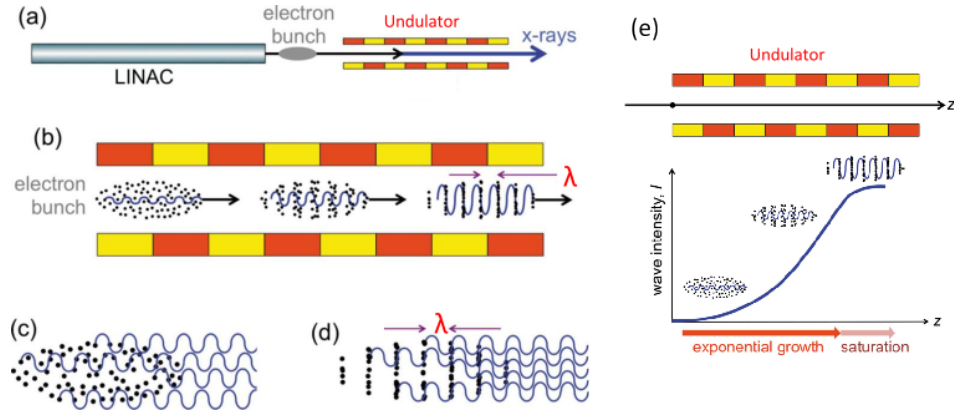 (a)
electron
bunch
Undulator
x-rays
LINAC
(b)
electron
bunch
λ
(c)
(d)
λ
(e)
Undulator
z
wave intensity, I
z
exponential growth
saturation